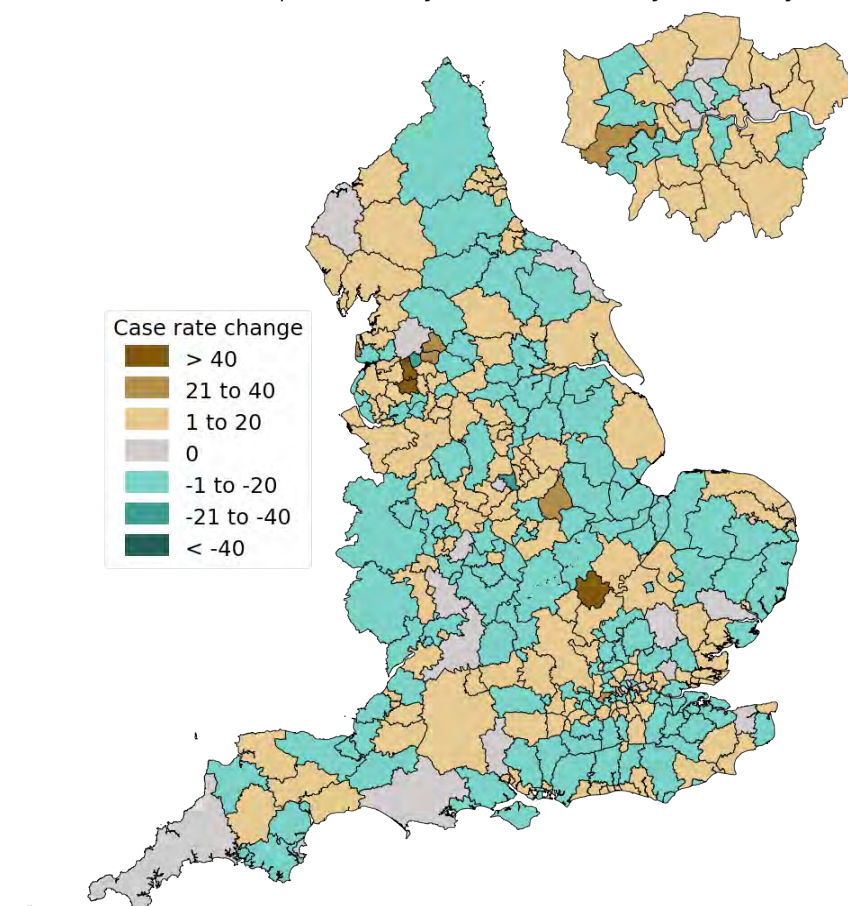 Case rate change
> 40
21 to 40
1 to 20
0
-1 to -20
-21 to -40
< -40